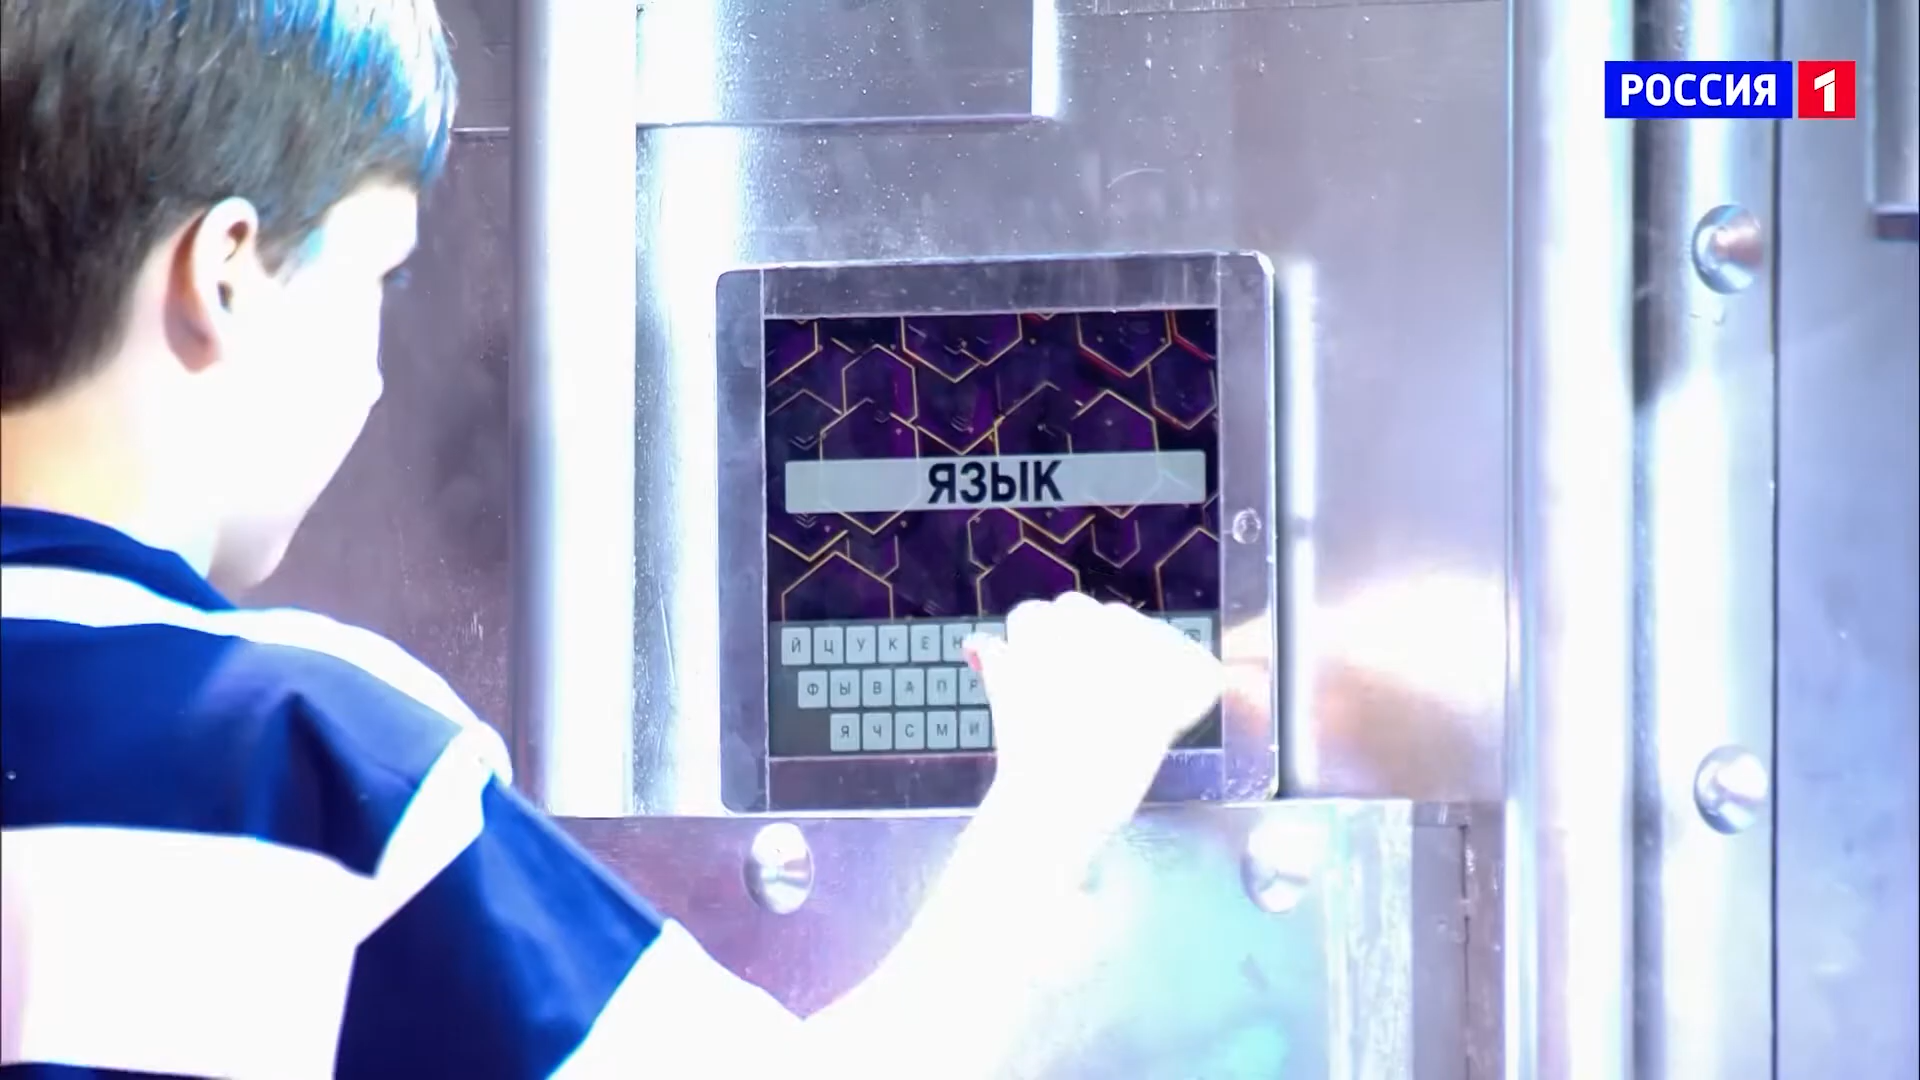 РОССИЯ 1
ЯЗЫК
Й Ц У К Е Н
Ф Ы В А П Р
Я Ч С М И